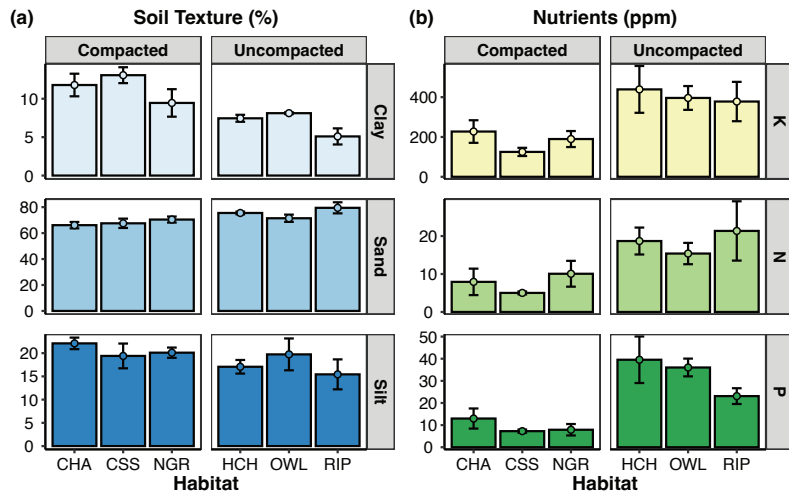 (a) Soil Texture (%)
Compacted Uncompacted
10
5
0
Clay
80
60
40
20
0
Sand
20
15
10
5
0
Silt
CHA CSS NGR HCH OWL RIP
Habitat
(b) Nutrients (ppm)
Compacted Uncompacted
400
200
0
K
20
10
0
N
50
40
30
20
10
0
P
CHA CSS NGR HCH OWL RIP
Habitat